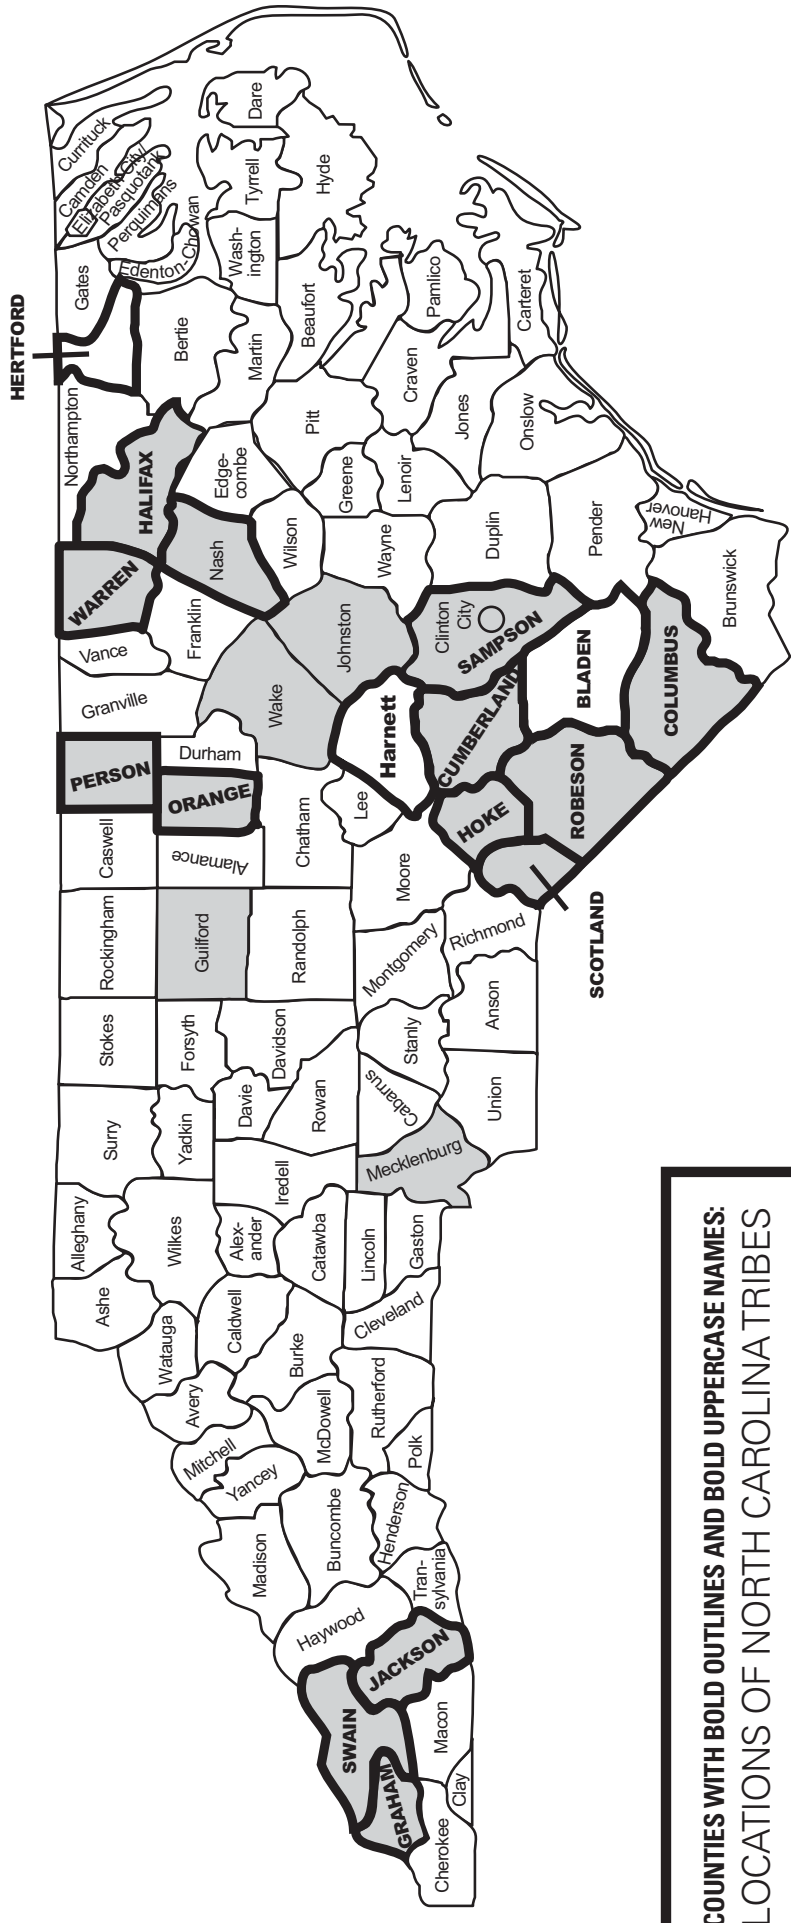 HERTFORD
Currituck
Camden
Elizabeth City/
Pasquotank
Perquimans
Edenton-Chowan
Gates
Northampton
HALIFAX
WARREN
Vance
Granville
PERSON
Caswell
Rockingham
Stokes
Surry
Alleghany
Ashe
Dare
Tyrrell
Wash-
ington
Bertie
Martin
Edge-
combe
Nash
Franklin
Durham
ORANGE
Alamance
Guilford
Forsyth
Yadkin
Wilkes
Watauga
Avery
Mitchell
Yancey
Madison
Hyde
Beaufort
Pitt
Greene
Wilson
Johnston
Wake
Chatham
Randolph
Davidson
Davie
Rowan
Iredell
Alex-
ander
Caldwell
Burke
McDowell
Buncombe
Haywood
Pamlico
Craven
Lenoir
Wayne
Harnett
Lee
Moore
Montgomery
Stanly
Cabarrus
Mecklenburg
Catawba
Lincoln
Gaston
Cleveland
Rutherford
Polk
Henderson
Tran-
sylvania
JACKSON
SWAIN
GRAHAM
Macon
Clay
Cherokee
Carteret
Jones
Onslow
Duplin
Clinton
City
SAMPSON
CUMBERLAND
HOKE
Richmond
Anson
Union
Pender
New
Hanover
BLADEN
ROBESON
SCOTLAND
Brunswick
COLUMBUS
COUNTIES WITH BOLD OUTLINES AND BOLD UPPERCASE NAMES:
LOCATIONS OF NORTH CAROLINA TRIBES